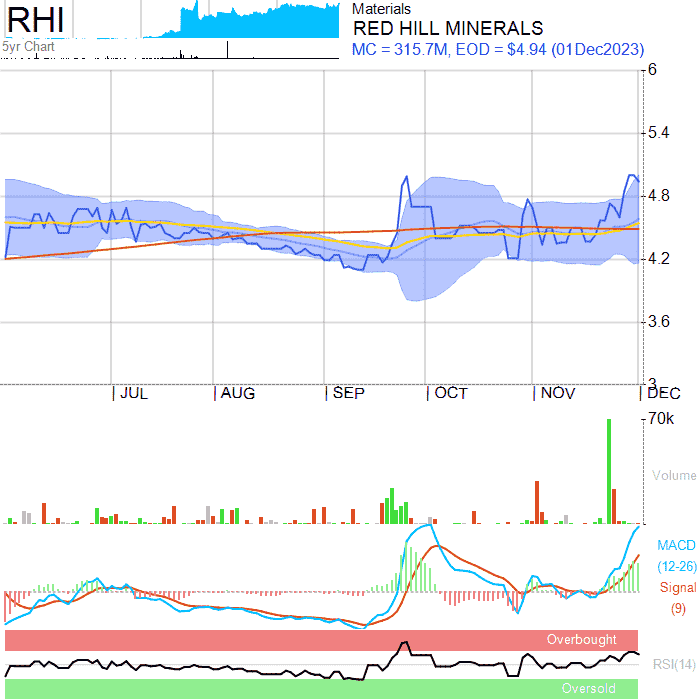 RHI
5yr Chart
Materials
RED HILL MINERALS
MC = 315.7M, EOD = $4.94 (01Dec2023)
6
5.4
4.8
4.2
3.6
3
JUL AUG SEP OCT NOV DEC
70k
Volume
MACD
(12-26)
Signal
(9)
Overbought
RSI(14)
Oversold